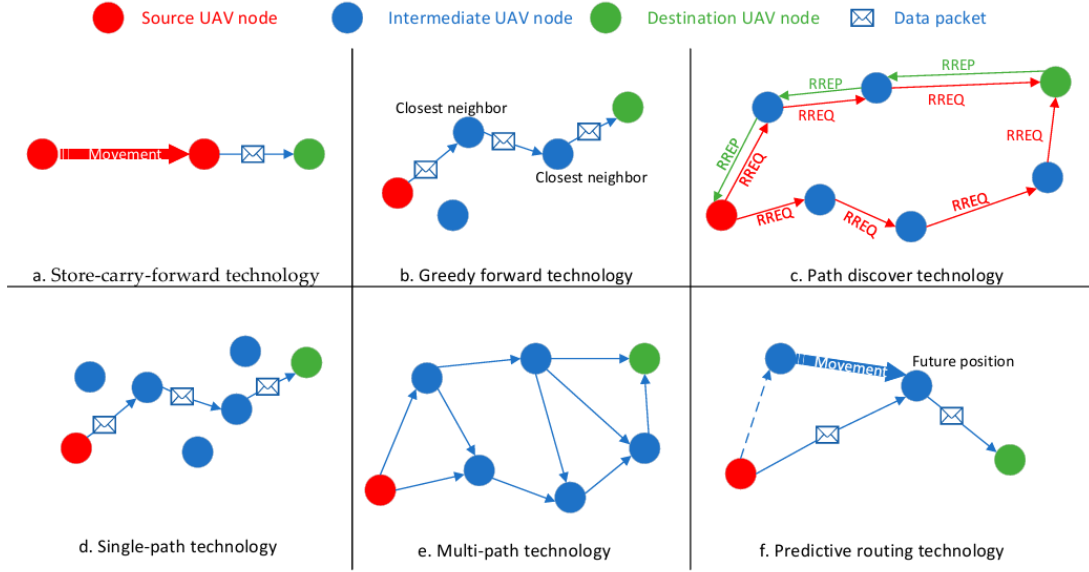 Source UAV node
Intermediate UAV node
Destination UAV node
Data packet
Movement
a. Store-carry-forward technology
Closest neighbor
Closest neighbor
b. Greedy forward technology
RREP
RREP
RREQ
RREQ
RREP
RREQ
RREQ
RREQ
RREQ
RREQ
c. Path discover technology
d. Single-path technology
e. Multi-path technology
Future position
Movement
f. Predictive routing technology